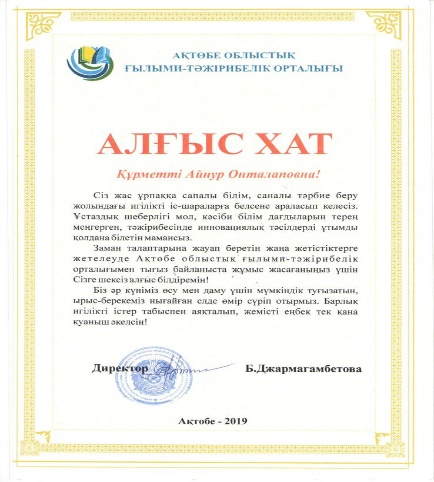 АҚТӨБЕ ОБЛЫСТЫҚ
ҒЫЛЫМИ-ТӘЖІРИБЕЛІК ОРТАЛЫҒЫ
АЛҒЫС ХАТ
Құрметті Айнур Онталаповна!
Сіз жас ұрпаққа сапалы білім, саналы тәрбие беру
жолындағы игілікті іс-шараларға белсене араласып келесіз.
Ұстаздық шеберлігі мол, кәсіби білім дағдыларын терең
меңгерген, тәжірибесінде инновациялық тәсілдерді ұтымды
қолдана білетін мамансыз.
Заман талаптарына жауап беретін жаңа жетістіктерге
жетелеуде Ақтөбе облыстық ғылыми-тәжірибелік
орталығымен тығыз байланыста жұмыс жасағаныңыз үшін
Сізге шексіз алғыс білдіремін!
Біз әр күніміз өсу мен даму үшін мүмкіндік туғызатын,
ырыс-берекеміз нығайған елде өмір сүріп отырмыз. Барлық
игілікті істер табыспен аяқталып, жемісті еңбек тек қана
қуаныш әкелсін!
Директор Б.Джармагамбетова
Ақтөбе - 2019